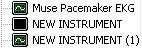 Muse Pacemaker EKG
NEW INSTRUMENT
NEW INSTRUMENT (1)